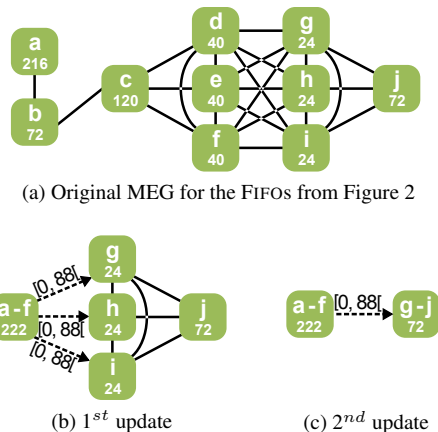 a
216
b
72
c
120
d
40
e
40
f
40
g
24
h
24
i
24
j
72
(a) Original MEG for the FIFOs from Figure 2
a-f
222
[0, 88[
[0, 88[
[0, 88[
g
24
h
24
i
24
j
72
(b) 1st update
a-f
222
[0, 88[
g-j
72
(c) 2nd update